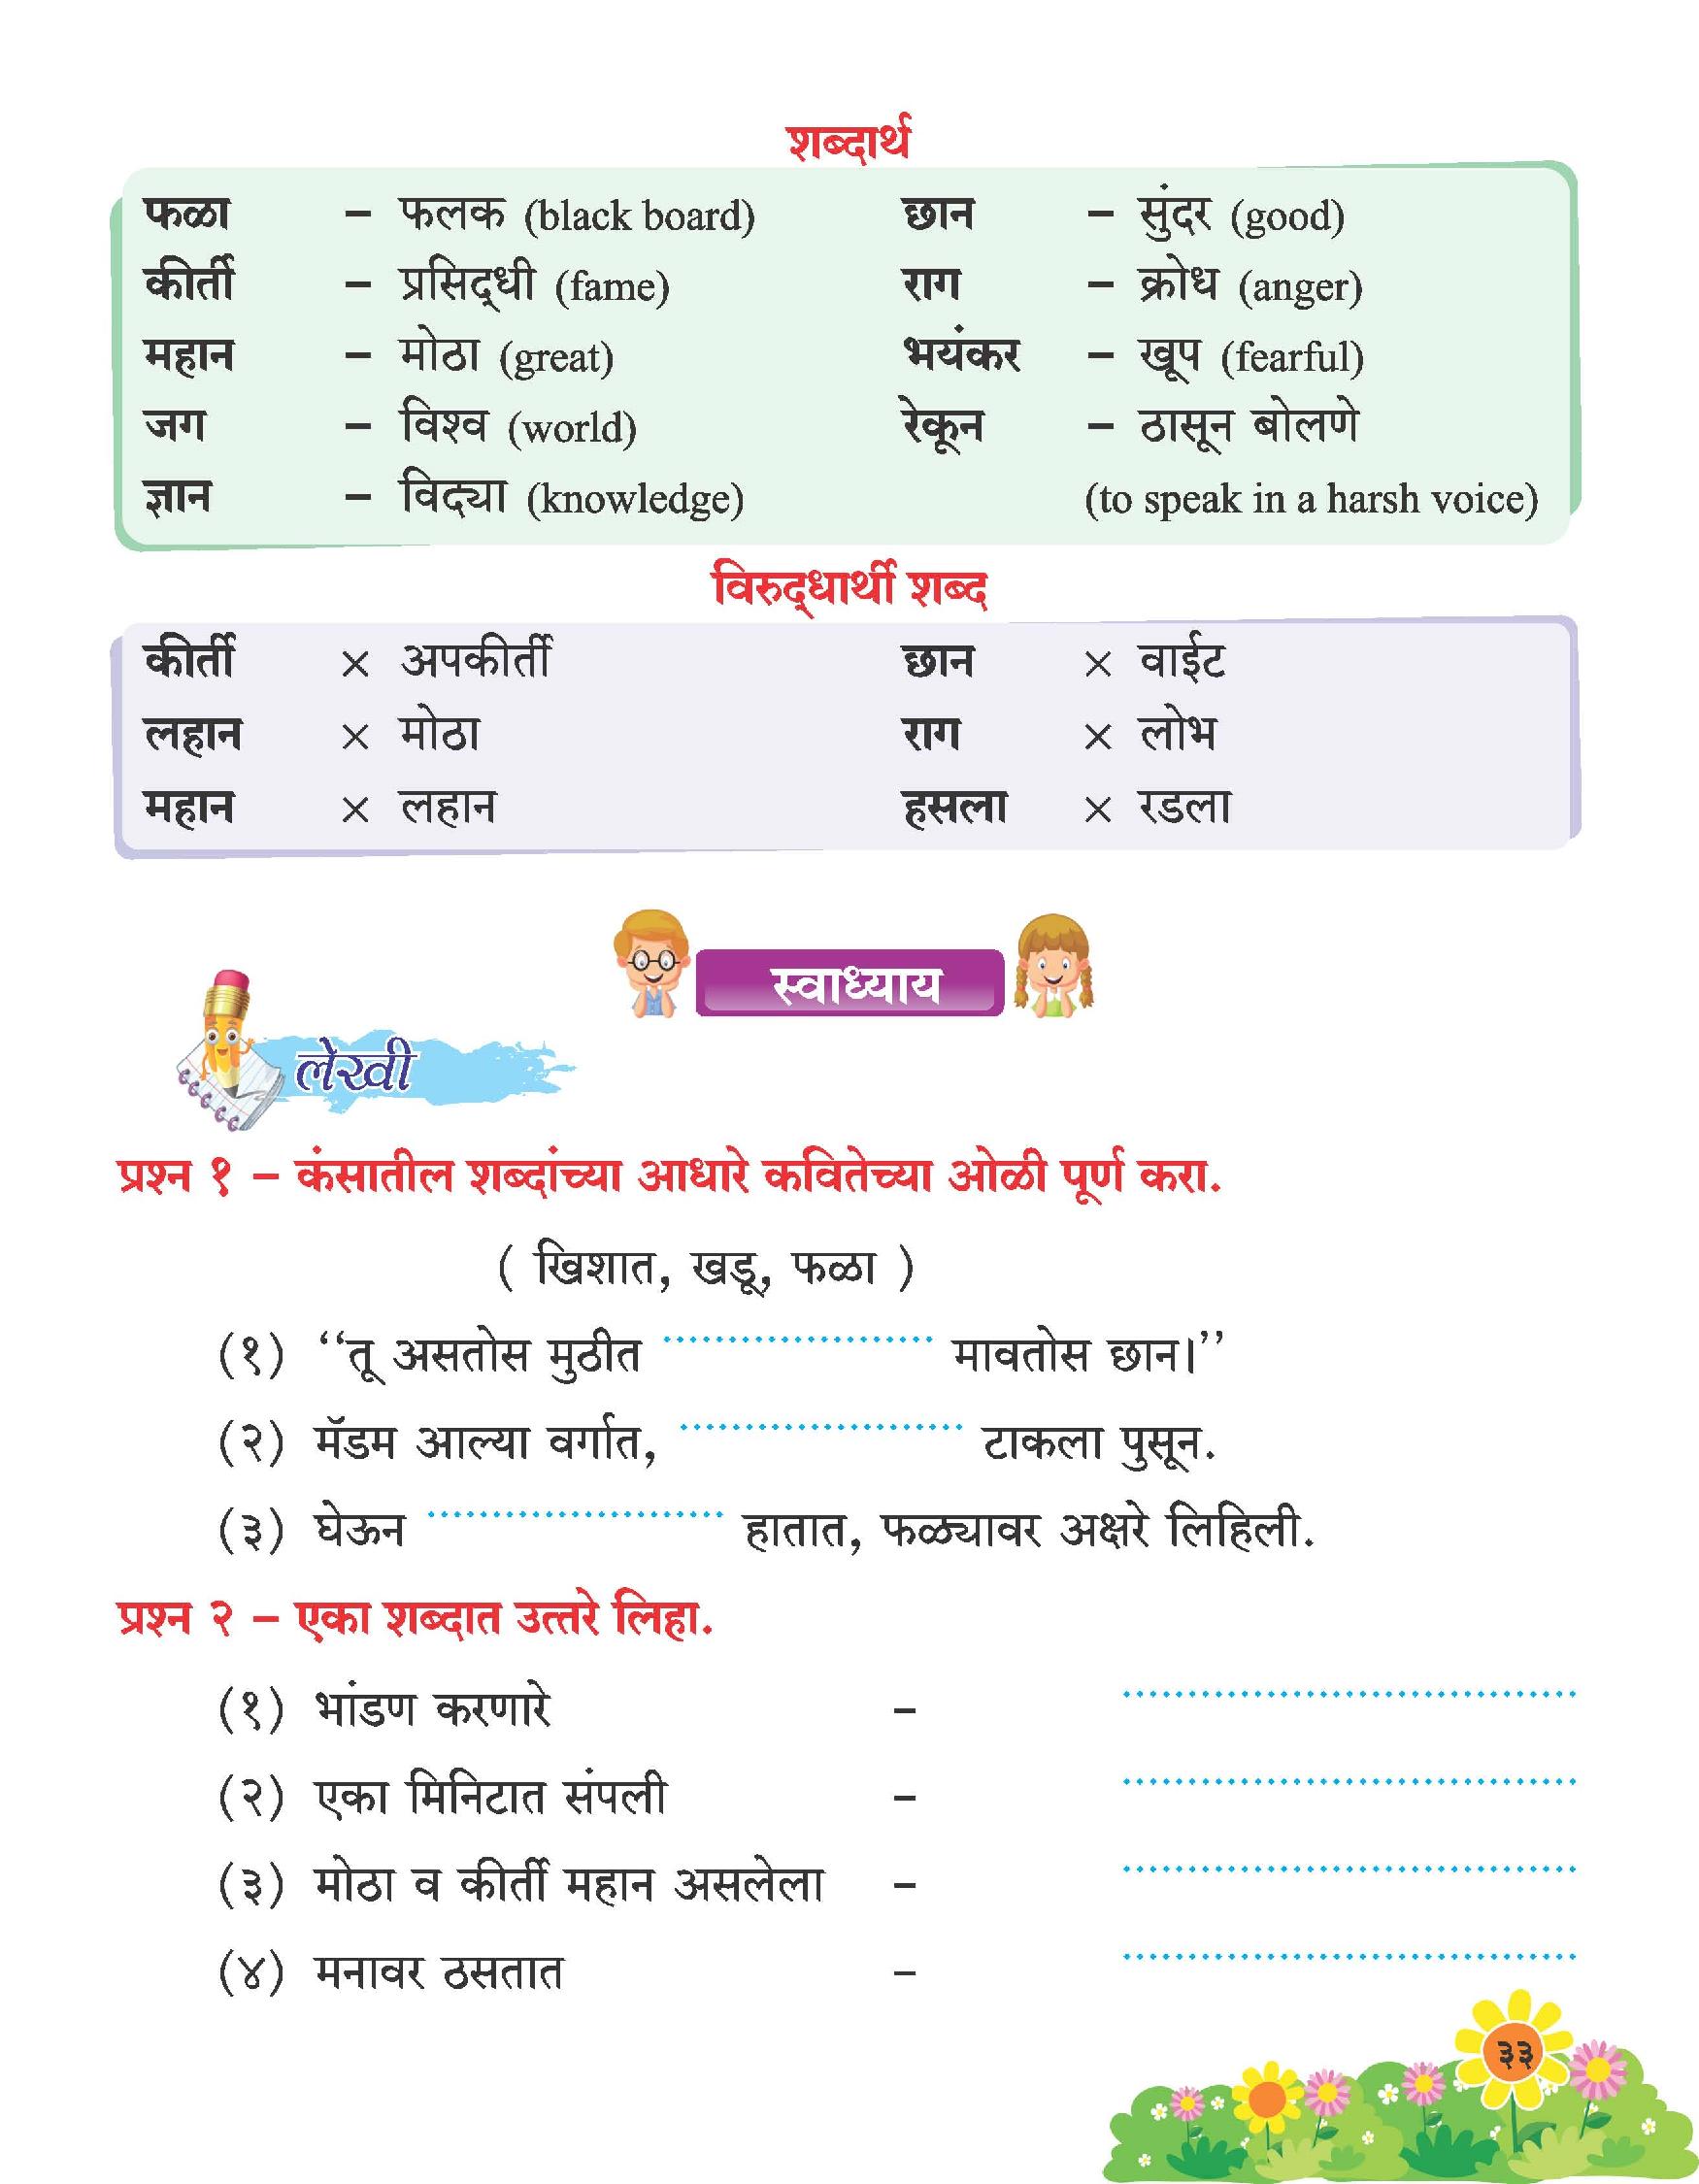 शब्दार्थ
फळा – फलक (black board) छान – सुंदर (good)
कीर्ती – प्रसिद्‌धी (fame) राग – क्रोध (anger)
महान – मोठा (great) भयंकर – खूप (fearful)
जग – विश्व (world) रेकून – ठासून बोलणे
ज्ञान – विद्‌या (knowledge) (to speak in a harsh voice)
विरुद्‌धार्थी शब्द
कीर्ती × अपकीर्ती छान × वाईट
लहान × मोठा राग × लोभ
महान × लहान हसला × रडला
स्वाध्याय
लेखी
प्रश्न १ – कंसातील शब्दांच्या आधारे कवितेच्या ओळी पूर्ण करा.
( खिशात, खडू, फळा )
(१) ‘‘तू असतोस मुठीत ..................... मावतोस छान।’’
(२) मॅडम आल्या वर्गात, ...................... टाकला पुसून.
(३) घेऊन ....................... हातात, फळ्यावर अक्षरे लिहिली.
प्रश्न २ – एका शब्दात उत्तरे लिहा.
(१) भांडण करणारे – ...................................
(२) एका मिनिटात संपली – ...................................
(३) मोठा व कीर्ती महान असलेला – ...................................
(४) मनावर ठसतात – ...................................
३३